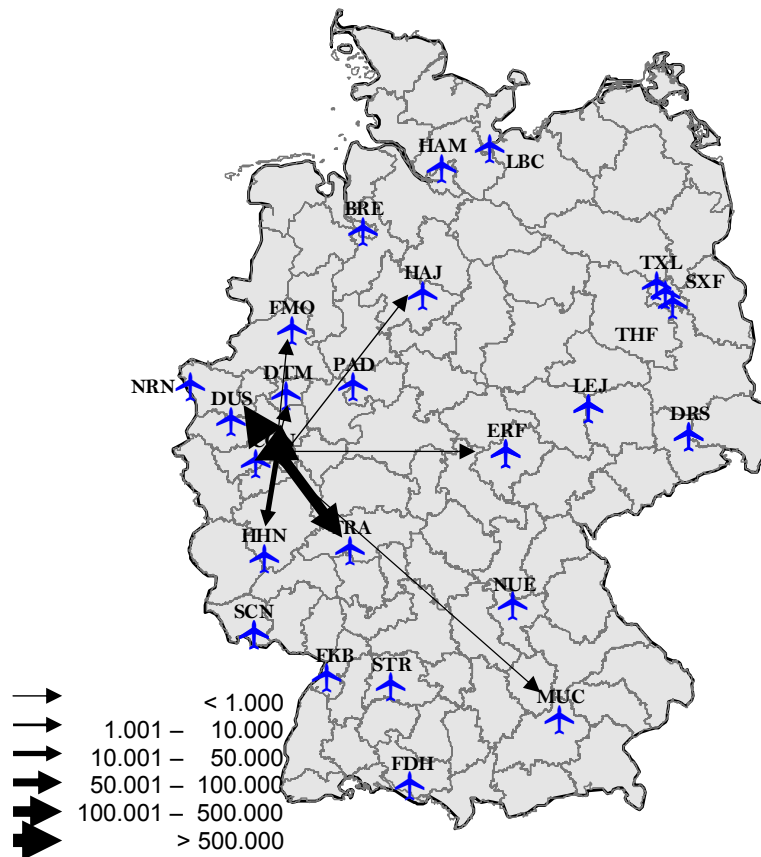 HAM
LBC
BRE
TXL
HAJ
SXF
FMO
THF
PAD
NRN
DTM
DUS
LEJ
DRS
ERF
RA
HHN
NUE
SCN
FKB
STR
MUC
FDH
< 1.000
1.001 – 10.000
10.001 – 50.000
50.001 – 100.000
100.001 – 500.000
> 500.000